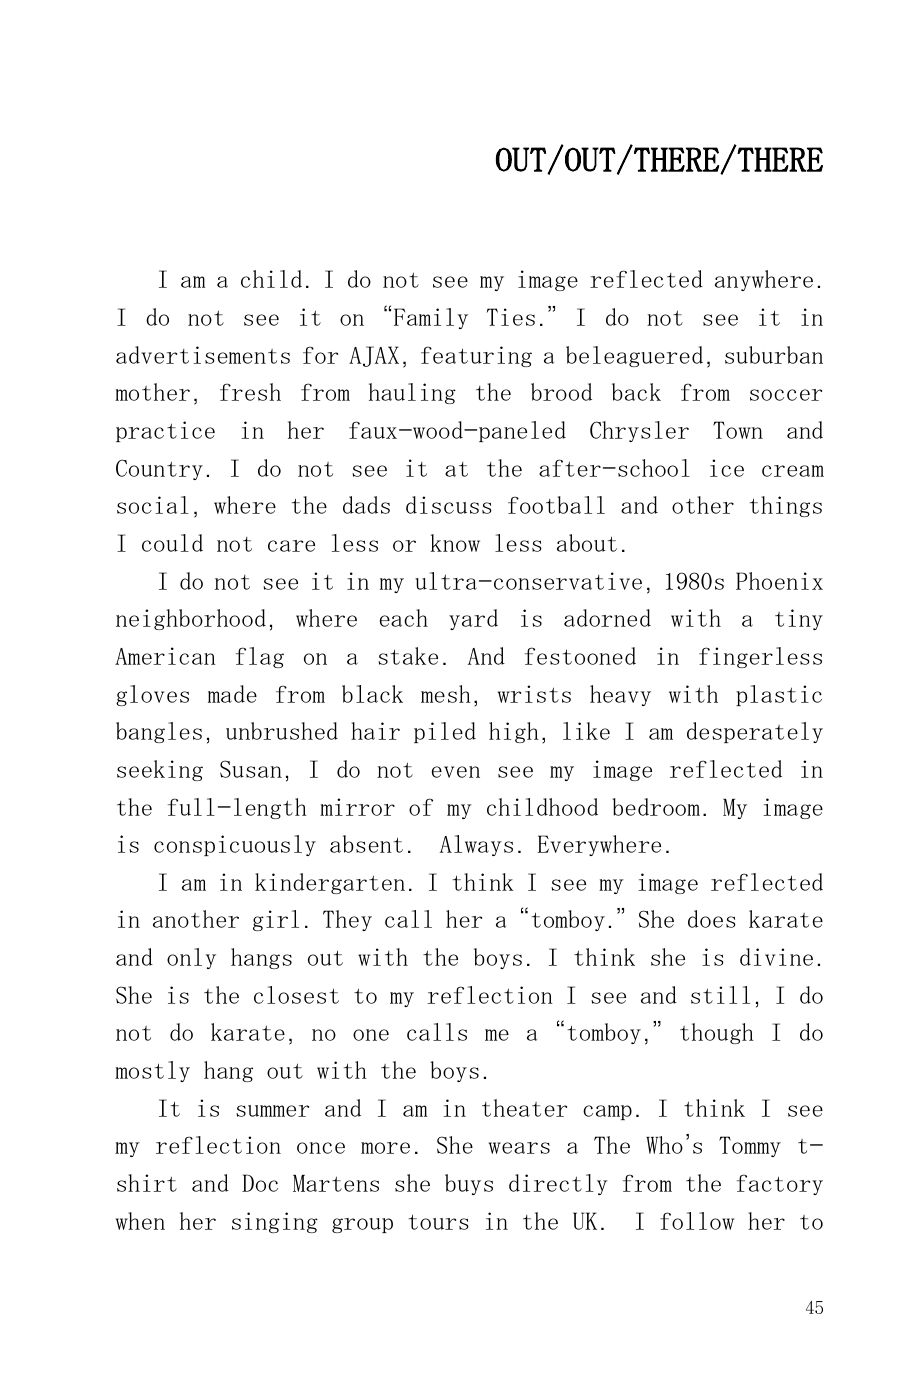 OUT/OUT/THERE/THERE
I am a child. I do not see my image reflected anywhere.
I do not see it on “Family Ties.” I do not see it in
advertisements for AJAX, featuring a beleaguered, suburban
mother, fresh from hauling the brood back from soccer
practice in her faux-wood-paneled Chrysler Town and
Country. I do not see it at the after-school ice cream
social, where the dads discuss football and other things
I could not care less or know less about.
I do not see it in my ultra-conservative, 1980s Phoenix
neighborhood, where each yard is adorned with a tiny
American flag on a stake. And festooned in fingerless
gloves made from black mesh, wrists heavy with plastic
bangles, unbrushed hair piled high, like I am desperately
seeking Susan, I do not even see my image reflected in
the full-length mirror of my childhood bedroom. My image
is conspicuously absent.  Always. Everywhere.
I am in kindergarten. I think I see my image reflected
in another girl. They call her a “tomboy.” She does karate
and only hangs out with the boys. I think she is divine.
She is the closest to my reflection I see and still, I do
not do karate, no one calls me a “tomboy,” though I do
mostly hang out with the boys.
It is summer and I am in theater camp. I think I see
my reflection once more. She wears a The Who’s Tommy t-
shirt and Doc Martens she buys directly from the factory
when her singing group tours in the UK.  I follow her to
45